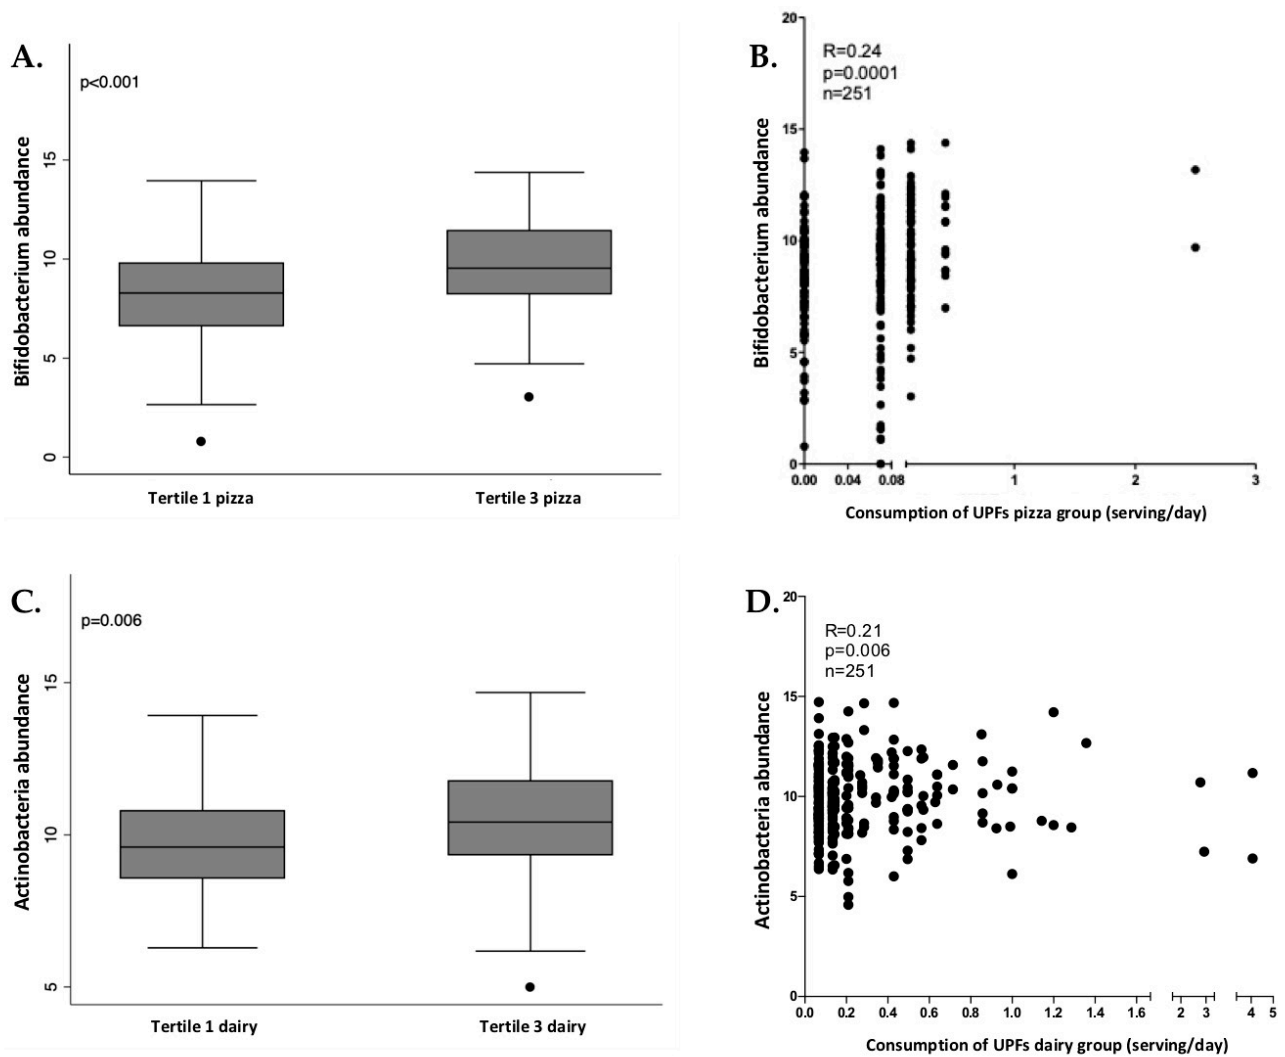 A.
p<0.001
Bifidobacterium abundance
15
10
5
0
Tertile 1 pizza
Tertile 3 pizza
B.
R=0.24
p=0.0001
n=251
Bifidobacterium abundance
20
15
10
5
0
0.00 0.04 0.08 1 2 3
Consumption of UPFs pizza group (serving/day)
C.
p=0.006
Actinobacteria abundance
15
10
5
Tertile 1 dairy
Tertile 3 dairy
D.
R=0.21
p=0.006
n=251
Actinobacteria abundance
20
15
10
5
0
0.0 0.2 0.4 0.6 0.8 1.0 1.2 1.4 1.6 2 3 4 5
Consumption of UPFs dairy group (serving/day)